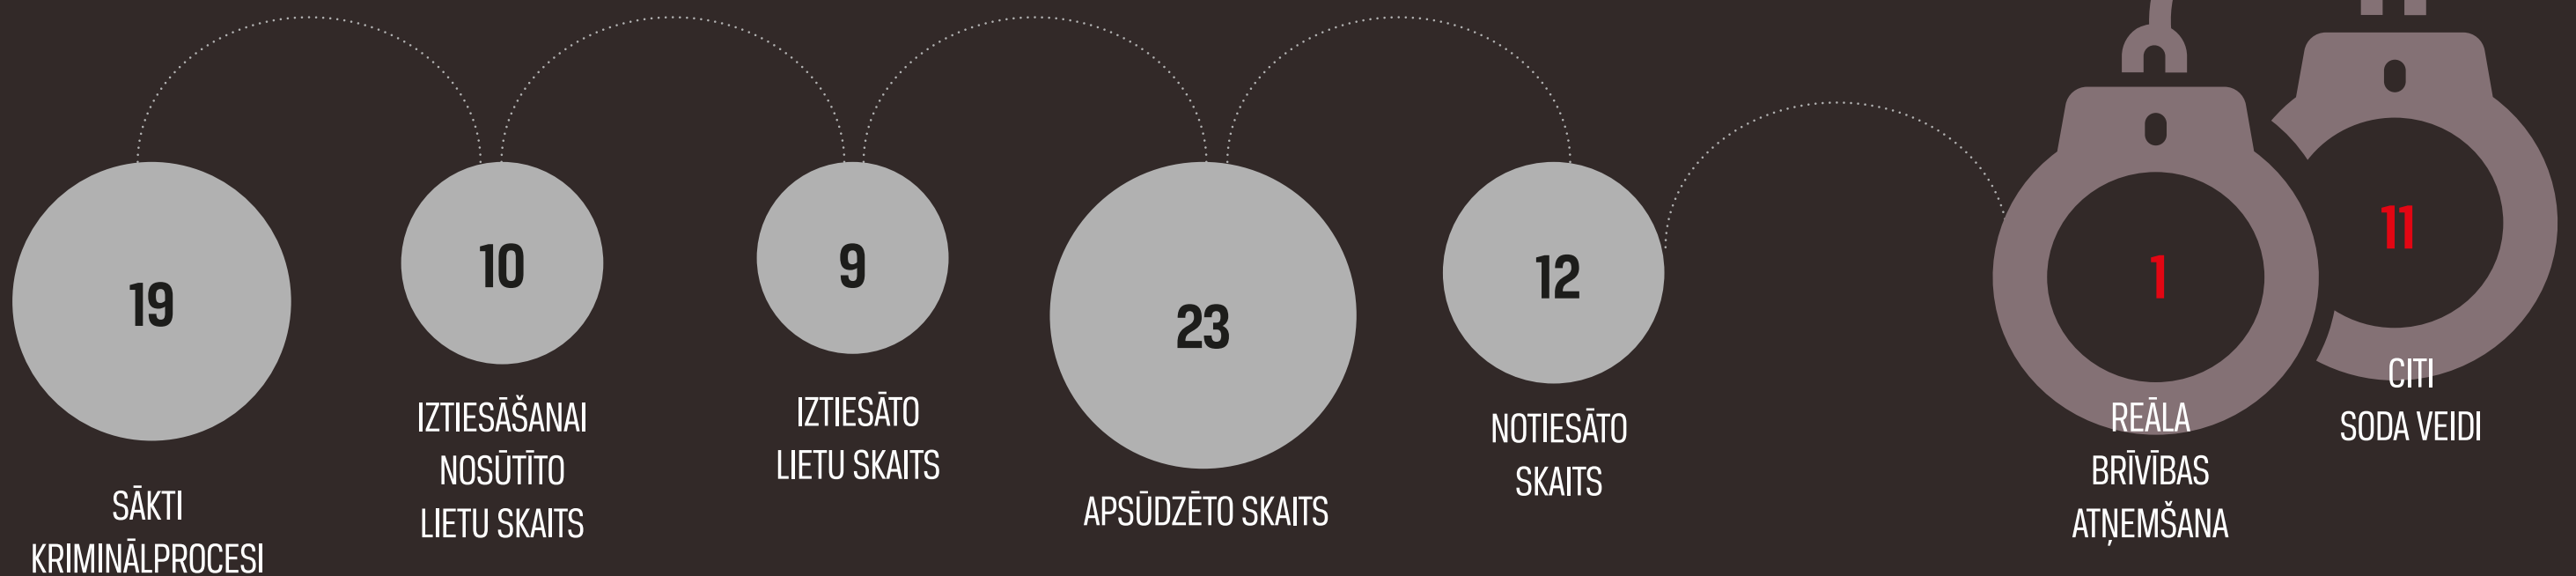 19
SĀKTI
KRIMINĀLPROCESI
10
IZTIESĀŠANAI
NOSŪTĪTO
LIETU SKAITS
9
IZTIESĀTO
LIETU SKAITS
23
APSŪDZĒTO SKAITS
12
NOTIESĀTO
SKAITS
1
REĀLA
BRĪVĪBAS
ATŅEMŠANA
11
CITI
SODA VEIDI